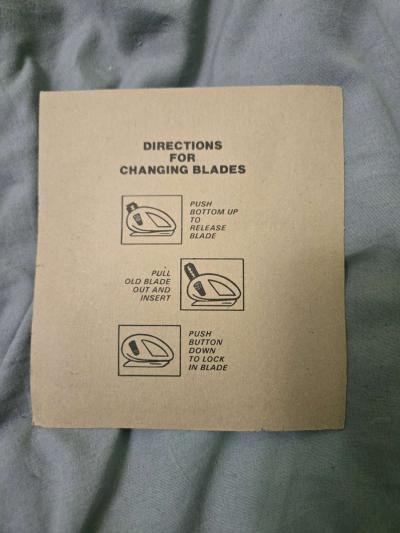 DIRECTIONS
FOR
CHANGING BLADES
PUSH
BOTTOM UP
TO
RELEASE
BLADE
PULL
OLD BLADE
OUT AND
INSERT
PUSH
BUTTON
DOWN
TO LOCK
IN BLADE